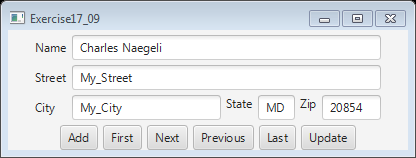 Exercise17_09
Name Charles Naegeli
Street My_Street
City My_City State MD Zip 20854
Add First Next Previous Last Update